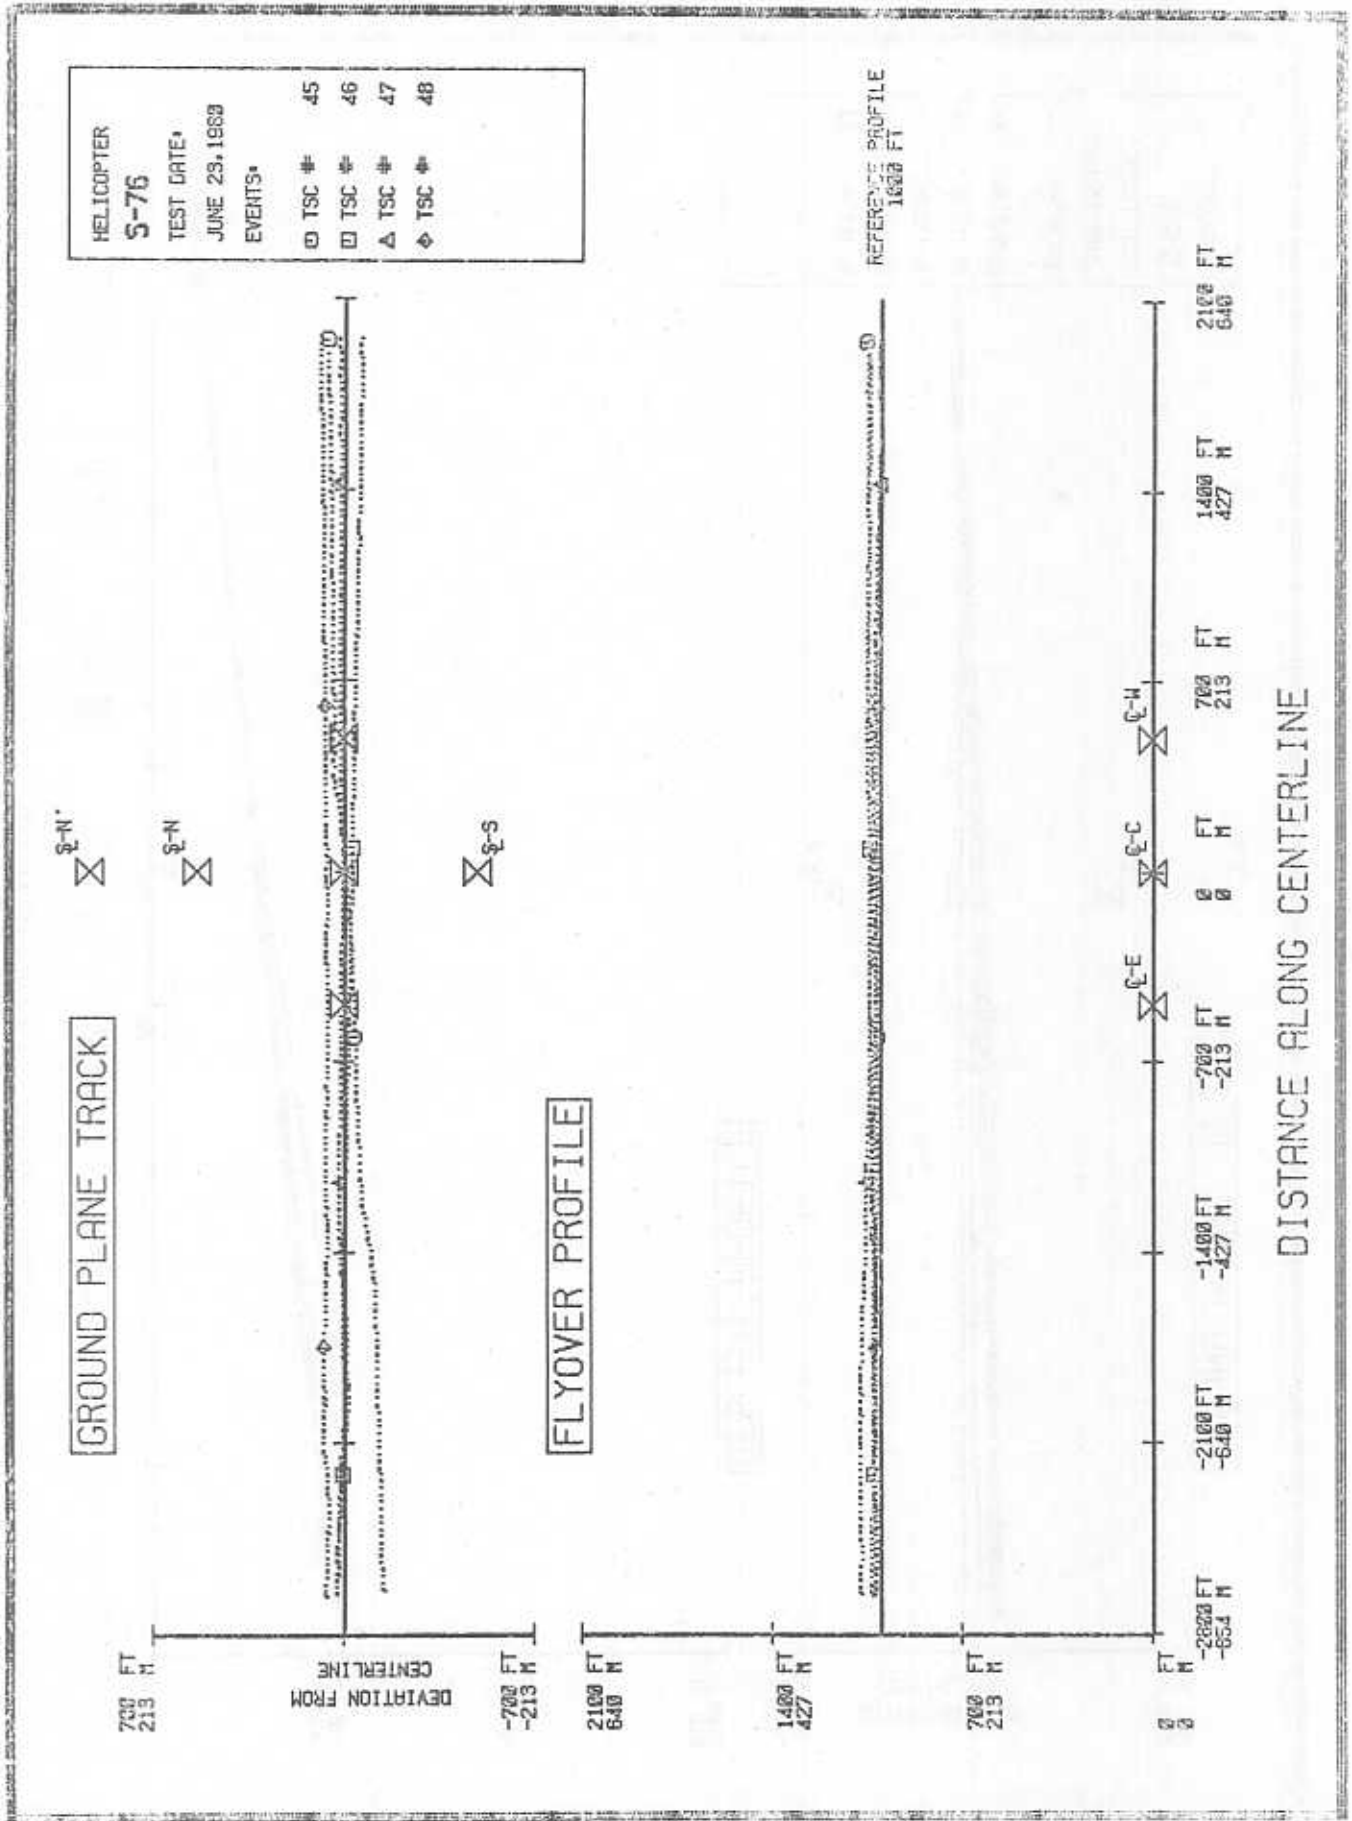 HELICOPTER
S-76
TEST DATE:
JUNE 23,1980
EVENTS:
TSC # 45
TSC # 46
TSC # 47
TSC # 48
GROUND PLANE TRACK
℄-N'
℄-N
℄-S
700 FT
213 M
DEVIATION FROM
CENTERLINE
-700 FT
-213 M
FLYOVER PROFILE
REFERENCE PROFILE
1000 FT
2100 FT
640 M
1400 FT
427 M
700 FT
213 M
0 FT
0 M
℄-E
℄-C
℄-W
-2800 FT
-854 M
-2100 FT
-640 M
-1400 FT
-427 M
-700 FT
-213 M
0 FT
0 M
700 FT
213 M
1400 FT
427 M
2100 FT
640 M
DISTANCE ALONG CENTERLINE